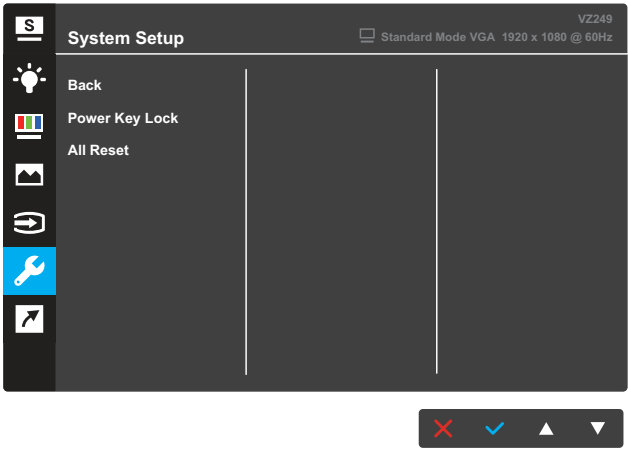 S
VZ249
System Setup
Standard Mode VGA 1920 x 1080 @ 60Hz
Back
Power Key Lock
All Reset